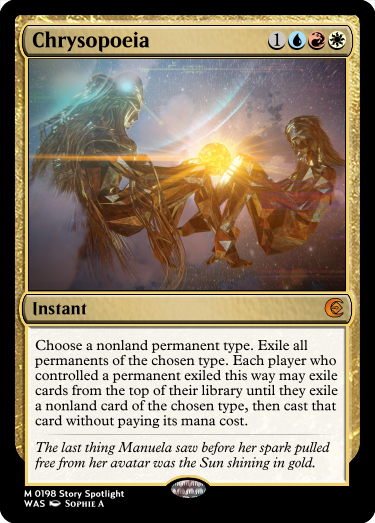 Chrysopoeia 1
Instant
Choose a nonland permanent type. Exile all
permanents of the chosen type. Each player who
controlled a permanent exiled this way may exile
cards from the top of their library until they exile
a nonland card of the chosen type, then cast that
card without paying its mana cost.
The last thing Manuela saw before her spark pulled
free from her avatar was the Sun shining in gold.
M 0198 Story Spotlight
WAS SOPHIE A